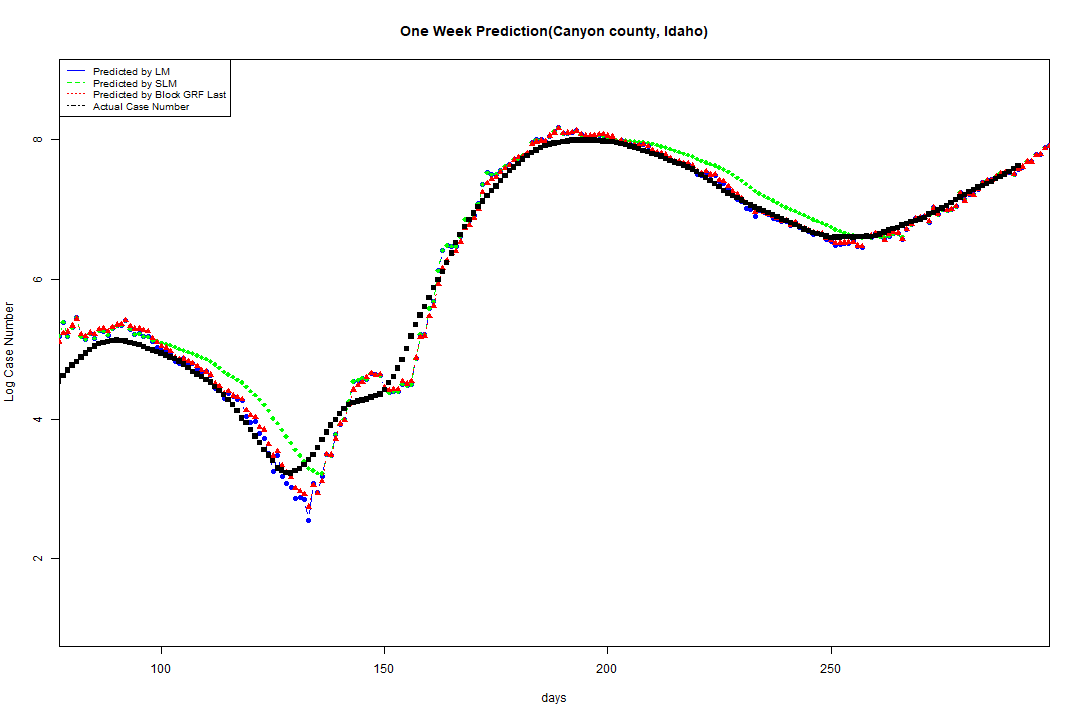 One Week Prediction(Canyon county, Idaho)
Predicted by LM
Predicted by SLM
Predicted by Block GRF Last
Actual Case Number
8
6
4
2
Log Case Number
100 150 200 250
days